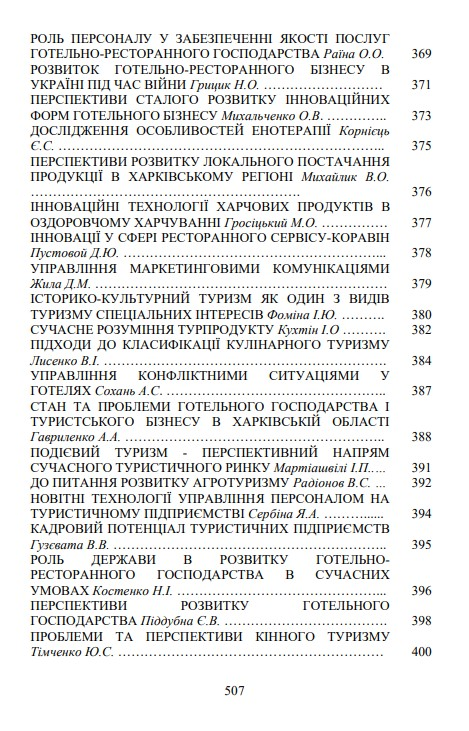 РОЛЬ ПЕРСОНАЛУ У ЗАБЕЗПЕЧЕННІ ЯКОСТІ ПОСЛУГ
ГОТЕЛЬНО-РЕСТОРАННОГО ГОСПОДАРСТВА Раїна О.О. 369
РОЗВИТОК ГОТЕЛЬНО-РЕСТОРАННОГО БІЗНЕСУ В
УКРАЇНІ ПІД ЧАС ВІЙНИ Грицик Н.О. ……………………… 371
ПЕРСПЕКТИВИ СТАЛОГО РОЗВИТКУ ІННОВАЦІЙНИХ
ФОРМ ГОТЕЛЬНОГО БІЗНЕСУ Михальченко О.В. ………….. 373
ДОСЛІДЖЕННЯ ОСОБЛИВОСТЕЙ ЕНОТЕРАПІЇ Корнієць
Є.С. ………………………………………………………………... 375
ПЕРСПЕКТИВИ РОЗВИТКУ ЛОКАЛЬНОГО ПОСТАЧАННЯ
ПРОДУКЦІЇ В ХАРКІВСЬКОМУ РЕГІОНІ Михайлик В.О.
……………………………………………………. 376
ІННОВАЦІЙНІ ТЕХНОЛОГІЇ ХАРЧОВИХ ПРОДУКТІВ В
ОЗДОРОВЧОМУ ХАРЧУВАННІ Гросіцький М.О. …………… 377
ІННОВАЦІЇ У СФЕРІ РЕСТОРАННОГО СЕРВІСУ-КОРАВІН
Пустовой Д.Ю. …………………………………………………... 378
УПРАВЛІННЯ МАРКЕТИНГОВИМИ КОМУНІКАЦІЯМИ
Жила Д.М. ………………………………………………………… 379
ІСТОРИКО-КУЛЬТУРНИЙ ТУРИЗМ ЯК ОДИН З ВИДІВ
ТУРИЗМУ СПЕЦІАЛЬНИХ ІНТЕРЕСІВ Фоміна І.Ю. ………. 380
СУЧАСНЕ РОЗУМІННЯ ТУРПРОДУКТУ Кухтін І.О ………… 382
ПІДХОДИ ДО КЛАСИФІКАЦІЇ КУЛІНАРНОГО ТУРИЗМУ
Лисенко В.І. ……………………………………………………… 384
УПРАВЛІННЯ КОНФЛІКТНИМИ СИТУАЦІЯМИ У
ГОТЕЛЯХ Сохань А.С. ………………………………………….. 387
СТАН ТА ПРОБЛЕМИ ГОТЕЛЬНОГО ГОСПОДАРСТВА І
ТУРИСТСЬКОГО БІЗНЕСУ В ХАРКІВСЬКІЙ ОБЛАСТІ
Гавриленко А.А. …………………………………………………... 388
ПОДІЄВИЙ ТУРИЗМ - ПЕРСПЕКТИВНИЙ НАПРЯМ
СУЧАСНОГО ТУРИСТИЧНОГО РИНКУ Мартіашвілі І.П..…. 391
ДО ПИТАННЯ РОЗВИТКУ АГРОТУРИЗМУ Радіонов В.С. … 392
НОВІТНІ ТЕХНОЛОГІЇ УПРАВЛІННЯ ПЕРСОНАЛОМ НА
ТУРИСТИЧНОМУ ПІДПРИЄМСТВІ Сербіна Я.А. ………...... 394
КАДРОВИЙ ПОТЕНЦІАЛ ТУРИСТИЧНИХ ПІДПРИЄМСТВ
Гузєвата В.В. …………………………………………………….. 395
РОЛЬ ДЕРЖАВИ В РОЗВИТКУ ГОТЕЛЬНО-
РЕСТОРАННОГО ГОСПОДАРСТВА В СУЧАСНИХ
УМОВАХ Костенко Н.І. ………………………………………... 396
ПЕРСПЕКТИВИ РОЗВИТКУ ГОТЕЛЬНОГО
ГОСПОДАРСТВА Піддубна Є.В. ……………………………… 398
ПРОБЛЕМИ ТА ПЕРСПЕКТИВИ КІННОГО ТУРИЗМУ
Тімченко Ю.С. …………………………………………………… 400
507